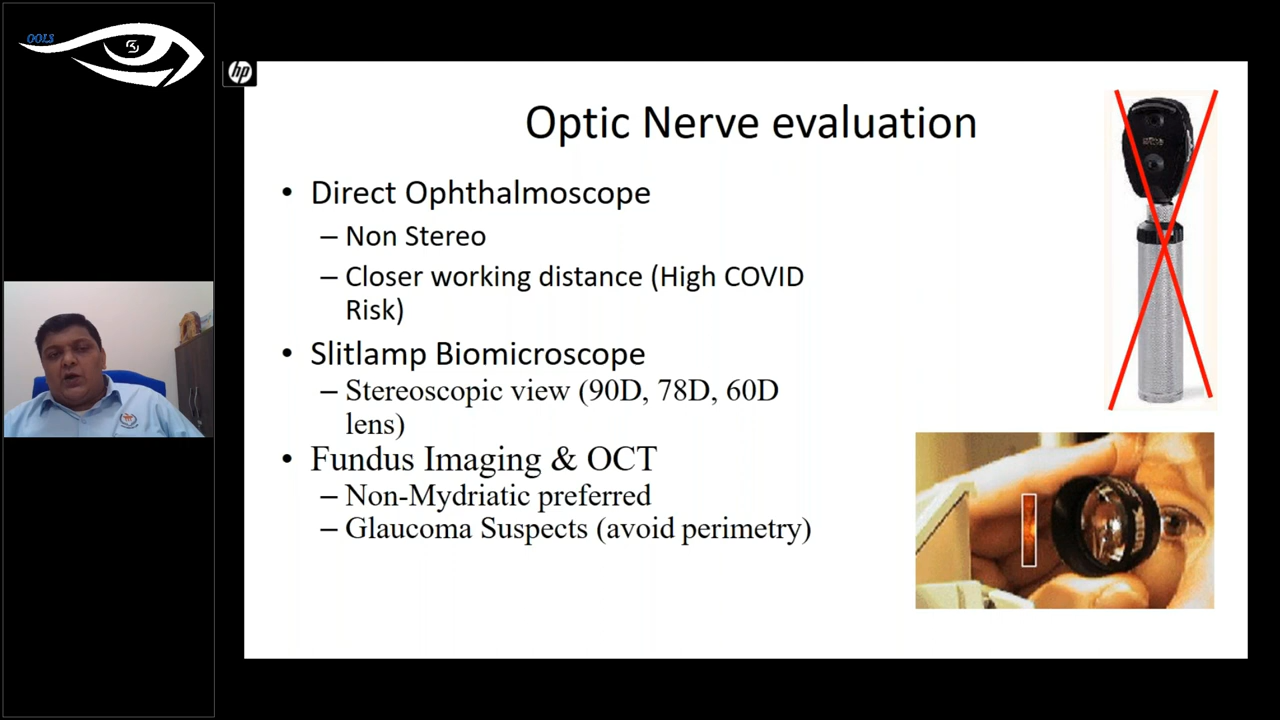 OOLS
hp
Optic Nerve evaluation
• Direct Ophthalmoscope
– Non Stereo
– Closer working distance (High COVID
Risk)
• Slitlamp Biomicroscope
– Stereoscopic view (90D, 78D, 60D
lens)
• Fundus Imaging & OCT
– Non-Mydriatic preferred
– Glaucoma Suspects (avoid perimetry)